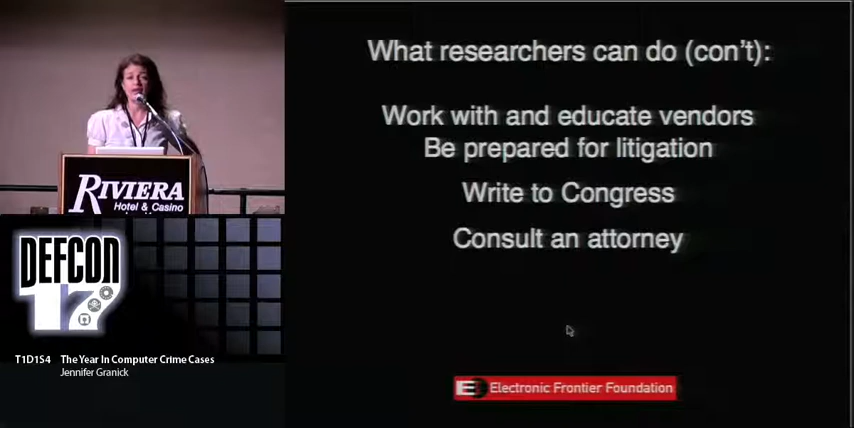 What researchers can do (con't):
Work with and educate vendors
Be prepared for litigation
Write to Congress
Consult an attorney
Electronic Frontier Foundation
RIVIERA
Hotel & Casino
DEFCON
17
T1D1S4 The Year In Computer Crime Cases
Jennifer Granick